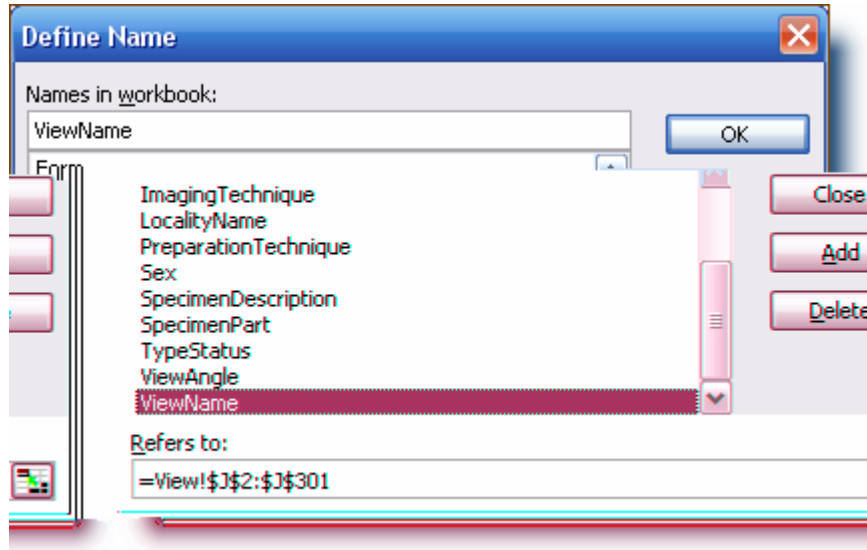 Define Name
Names in workbook:
ViewName
OK
Form
ImagingTechnique
Close
LocalityName
PreparationTechnique
Add
Sex
SpecimenDescription
Delete
SpecimenPart
TypeStatus
ViewAngle
ViewName
Refers to:
=View!$J$2:$J$301